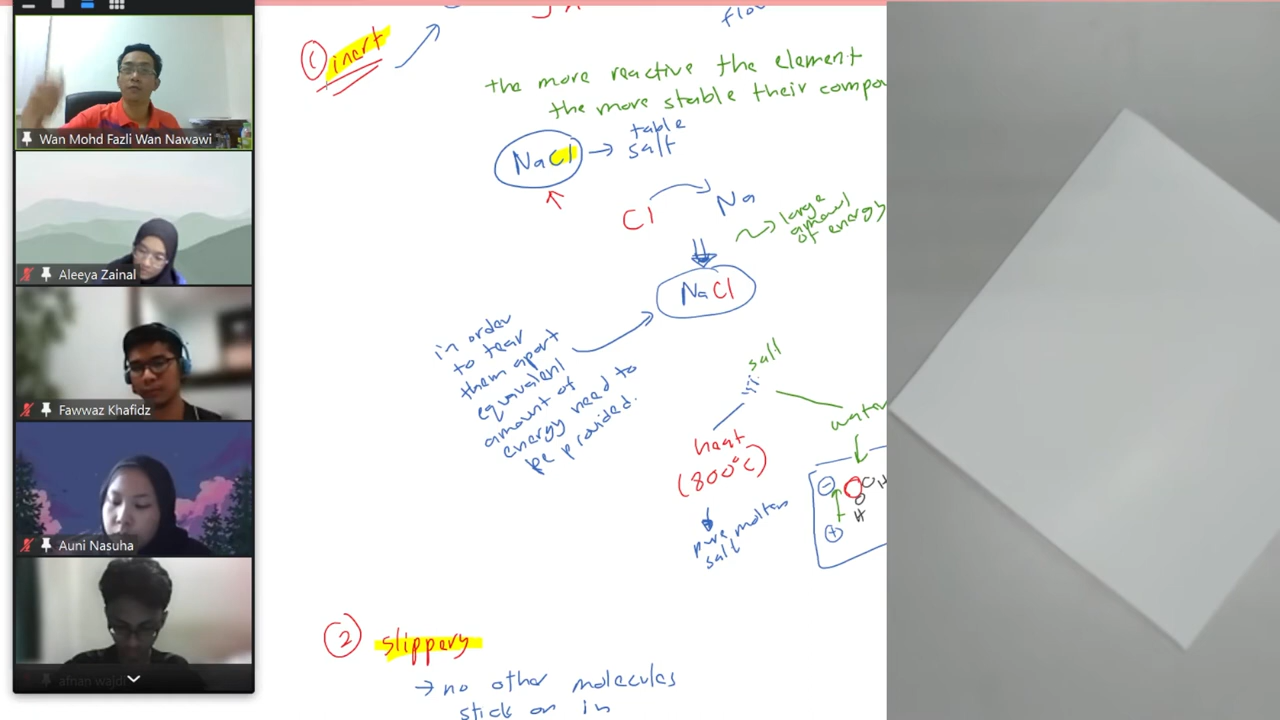 Wan Mohd Fazli Wan Nawawi
Aleeya Zainal
Fawwaz Khafidz
Auni Nasuha
afnan wajdi
① inert
the more reactive the element
the more stable their compo
NaCl → table
salt
Cl Na
large
amount
of energy
NaCl
in order
to tear
them apart
equivalent
amount of
energy need to
be provided.
salt
heat
(800°C)
pure molten
salt
water
⊖ O H
O
H
⊕
② slippery
→ no other molecules
stick on in